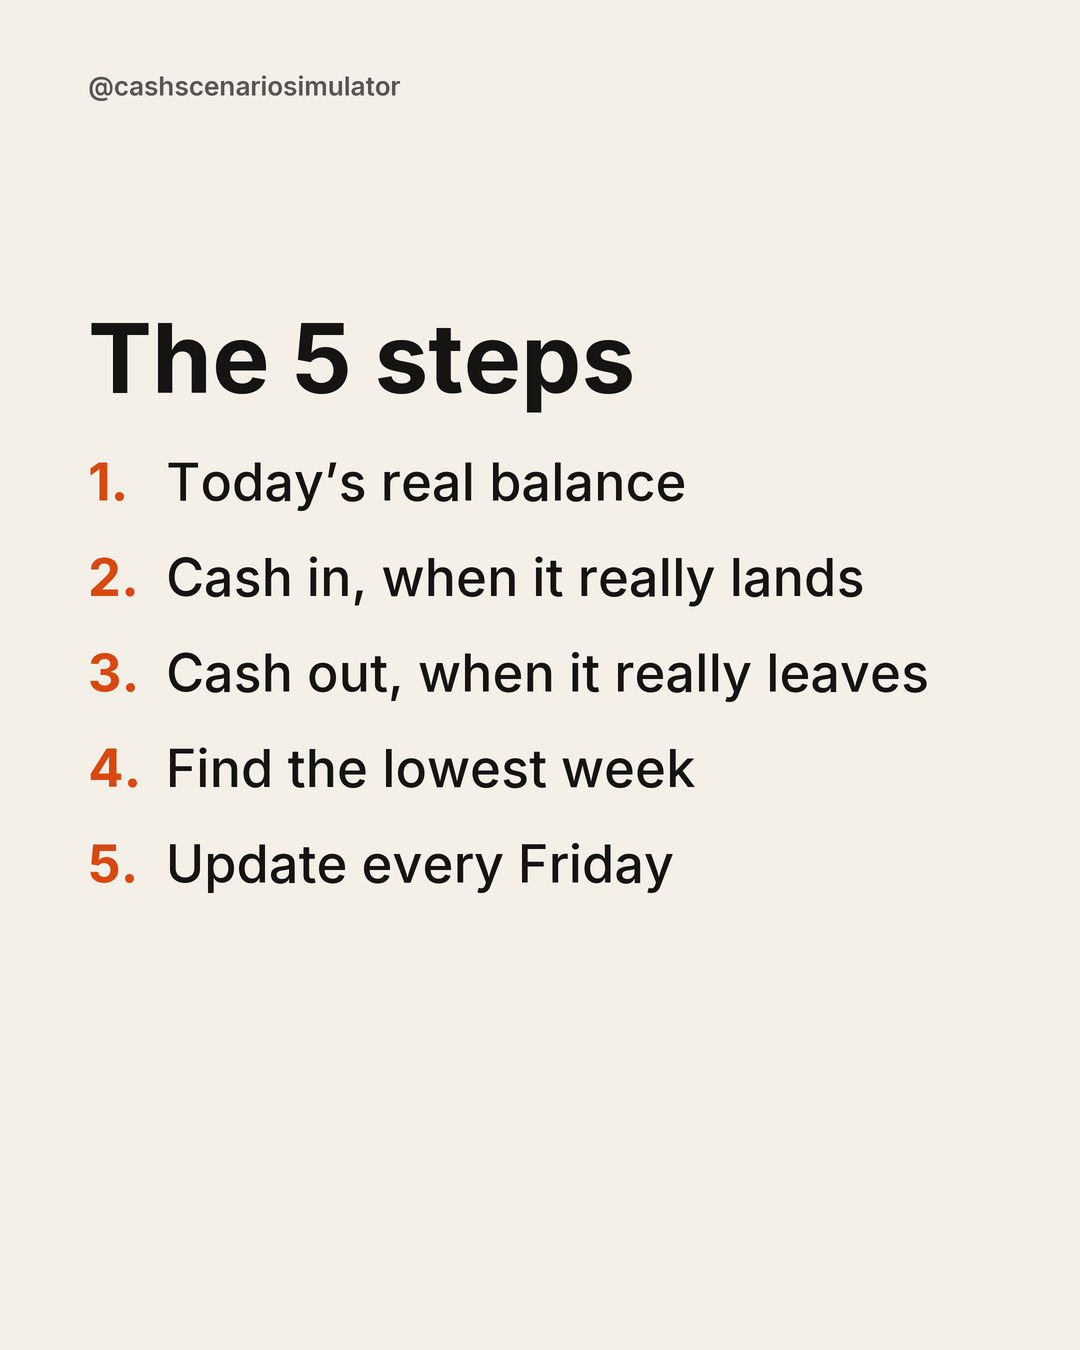 @cashscenariosimulator
The 5 steps
1. Today’s real balance
2. Cash in, when it really lands
3. Cash out, when it really leaves
4. Find the lowest week
5. Update every Friday